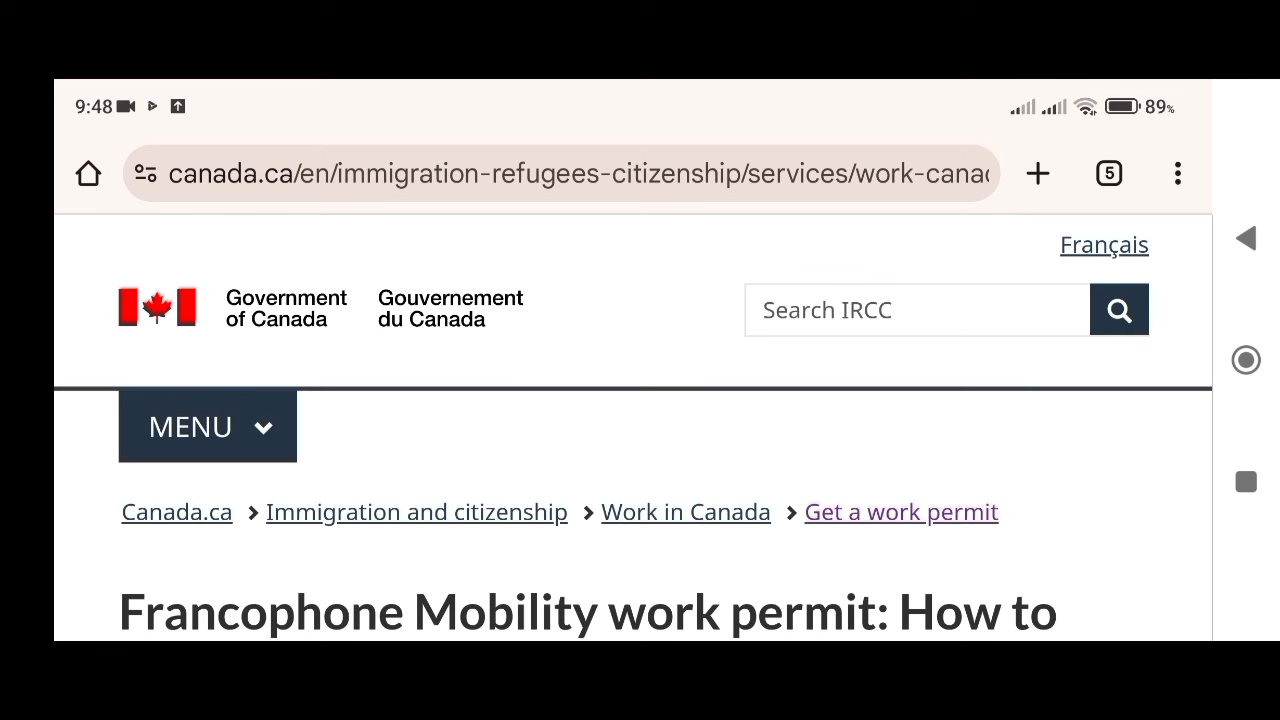 9:48
89%
canada.ca/en/immigration-refugees-citizenship/services/work-canad
5
Français
Government Gouvernement
of Canada du Canada
Search IRCC
MENU
Canada.ca Immigration and citizenship Work in Canada Get a work permit
Francophone Mobility work permit: How to